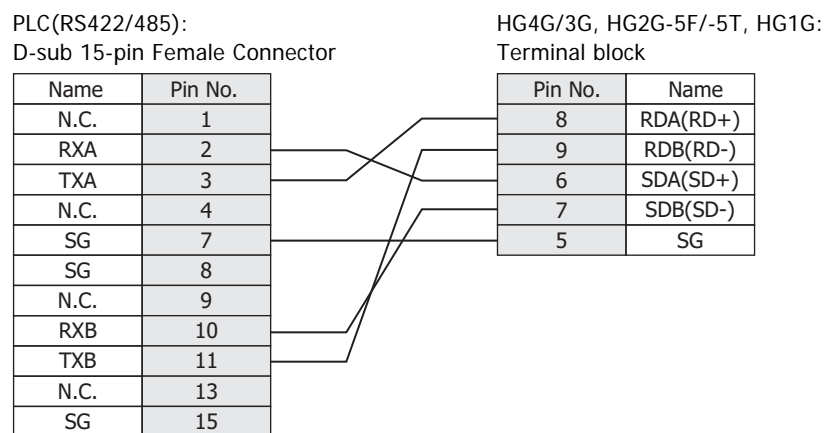 PLC(RS422/485):
D-sub 15-pin Female Connector
Name Pin No.
N.C. 1
RXA 2
TXA 3
N.C. 4
SG 7
SG 8
N.C. 9
RXB 10
TXB 11
N.C. 13
SG 15
HG4G/3G, HG2G-5F/-5T, HG1G:
Terminal block
Pin No. Name
8 RDA(RD+)
9 RDB(RD-)
6 SDA(SD+)
7 SDB(SD-)
5 SG